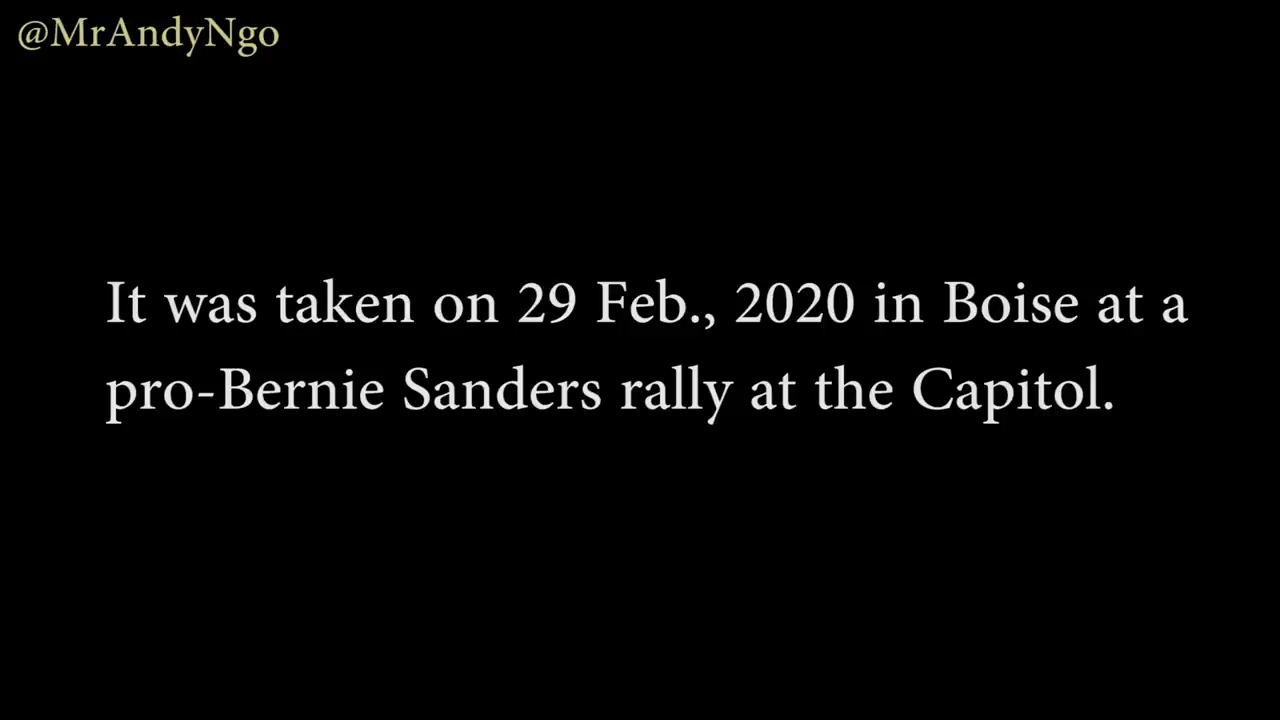 @MrAndyNgo
It was taken on 29 Feb., 2020 in Boise at a
pro-Bernie Sanders rally at the Capitol.